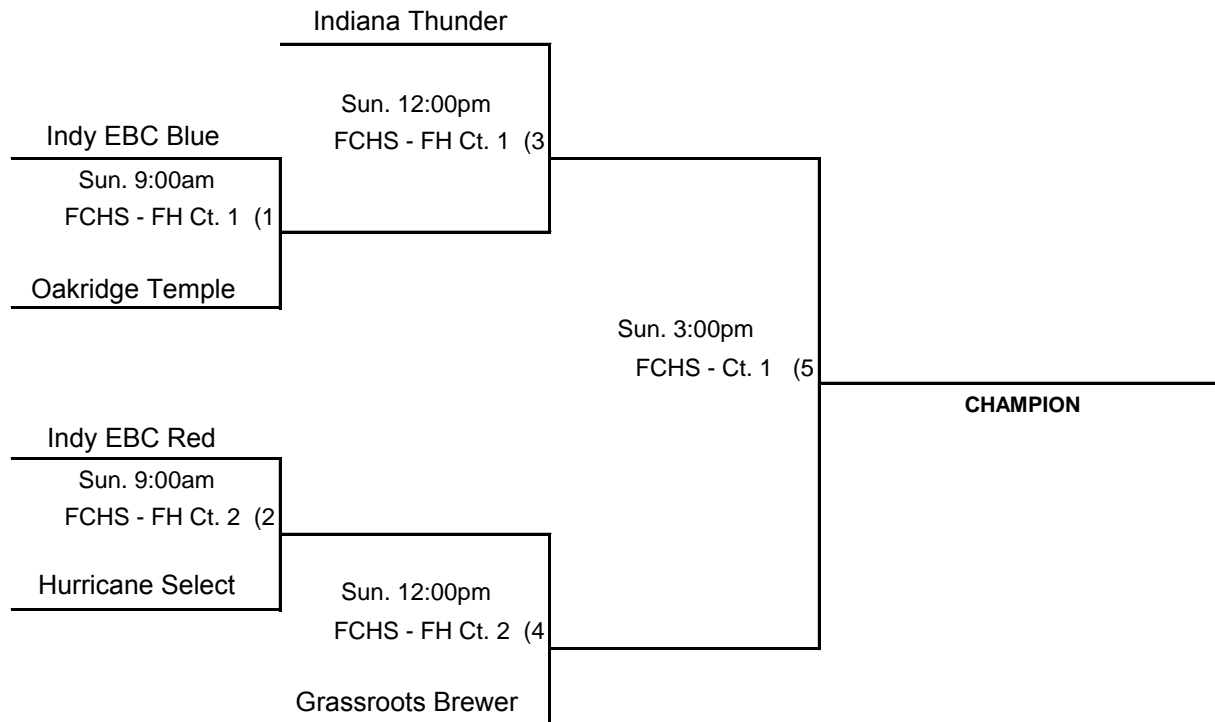 Indiana Thunder
Sun. 12:00pm
FCHS - FH Ct. 1 (3
Indy EBC Blue
Sun. 9:00am
FCHS - FH Ct. 1 (1
Oakridge Temple
Sun. 3:00pm
FCHS - Ct. 1 (5
CHAMPION
Indy EBC Red
Sun. 9:00am
FCHS - FH Ct. 2 (2
Hurricane Select
Sun. 12:00pm
FCHS - FH Ct. 2 (4
Grassroots Brewer